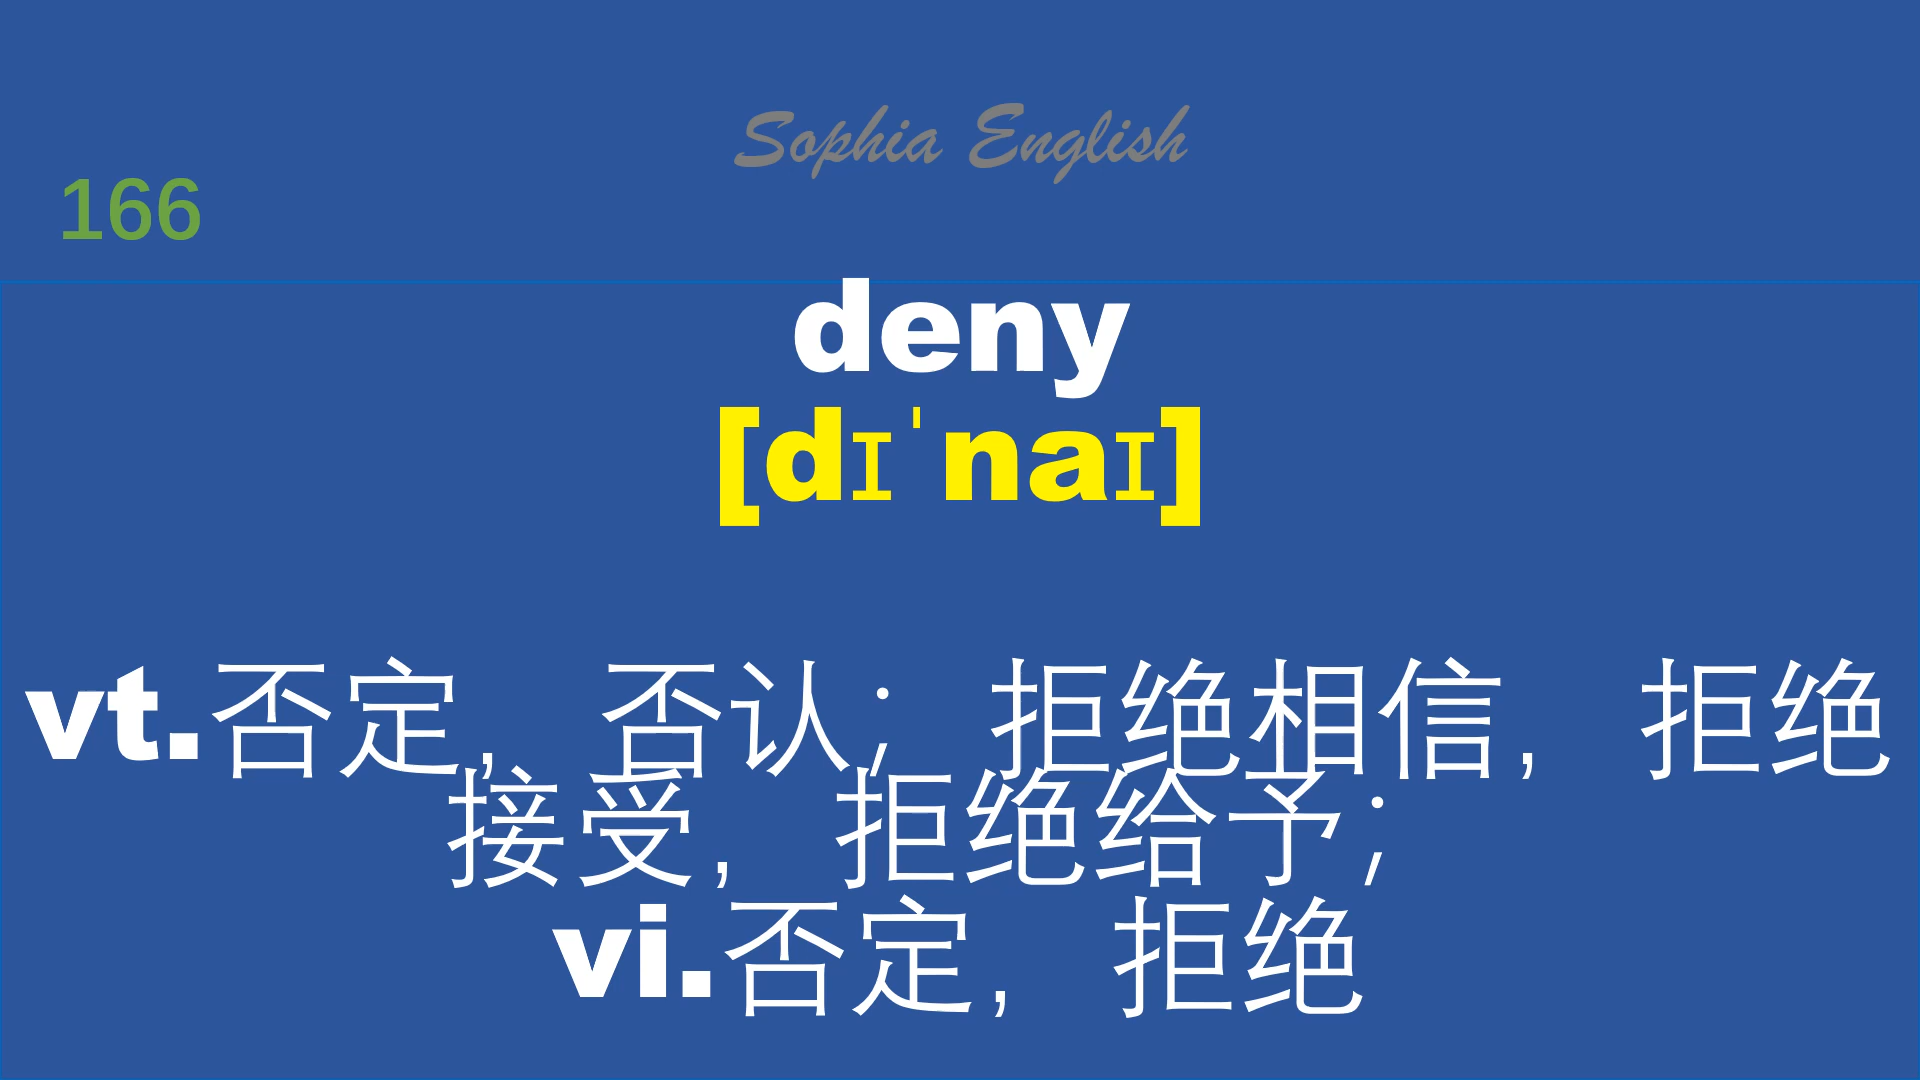 Sophia English
166
deny
[dɪˈnaɪ]
vt.否定，否认；拒绝相信，拒绝
接受，拒绝给予；
vi.否定，拒绝